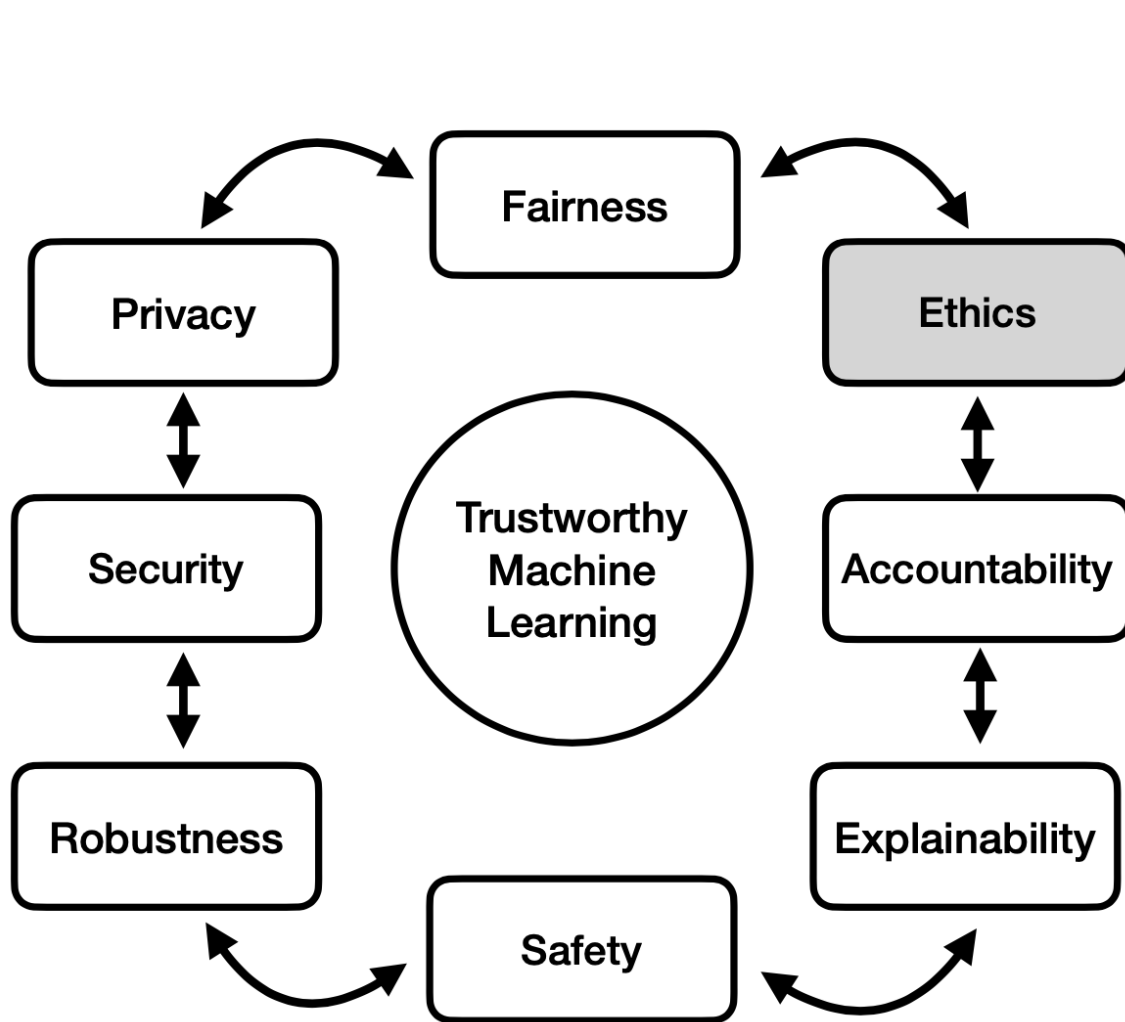 Fairness
Privacy
Ethics
Trustworthy
Machine
Learning
Security
Accountability
Robustness
Explainability
Safety